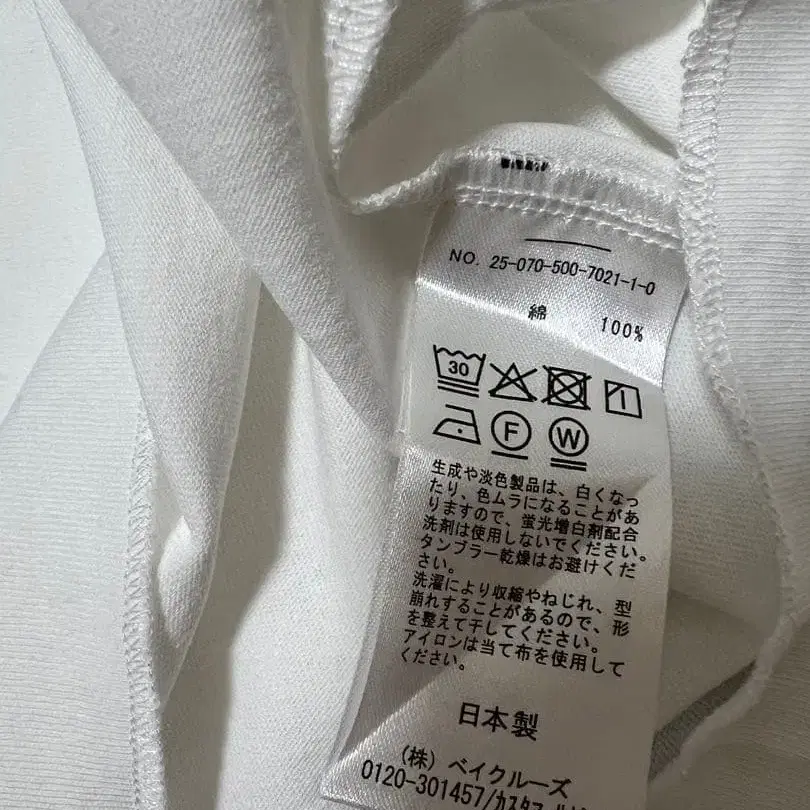 NO. 25-070-500-7021-1-0
綿 100%
30
F W
生成や淡色製品は、白くなっ
たり、色ムラになることがあ
りますので、蛍光増白剤配合
洗剤は使用しないでください。
タンブラー乾燥はお避けくだ
さい。
洗濯により収縮やねじれ、型
崩れすることがあるので、形
を整えて干してください。
アイロンは当て布を使用して
ください。
日本製
(株) ベイクルーズ
0120-301457/